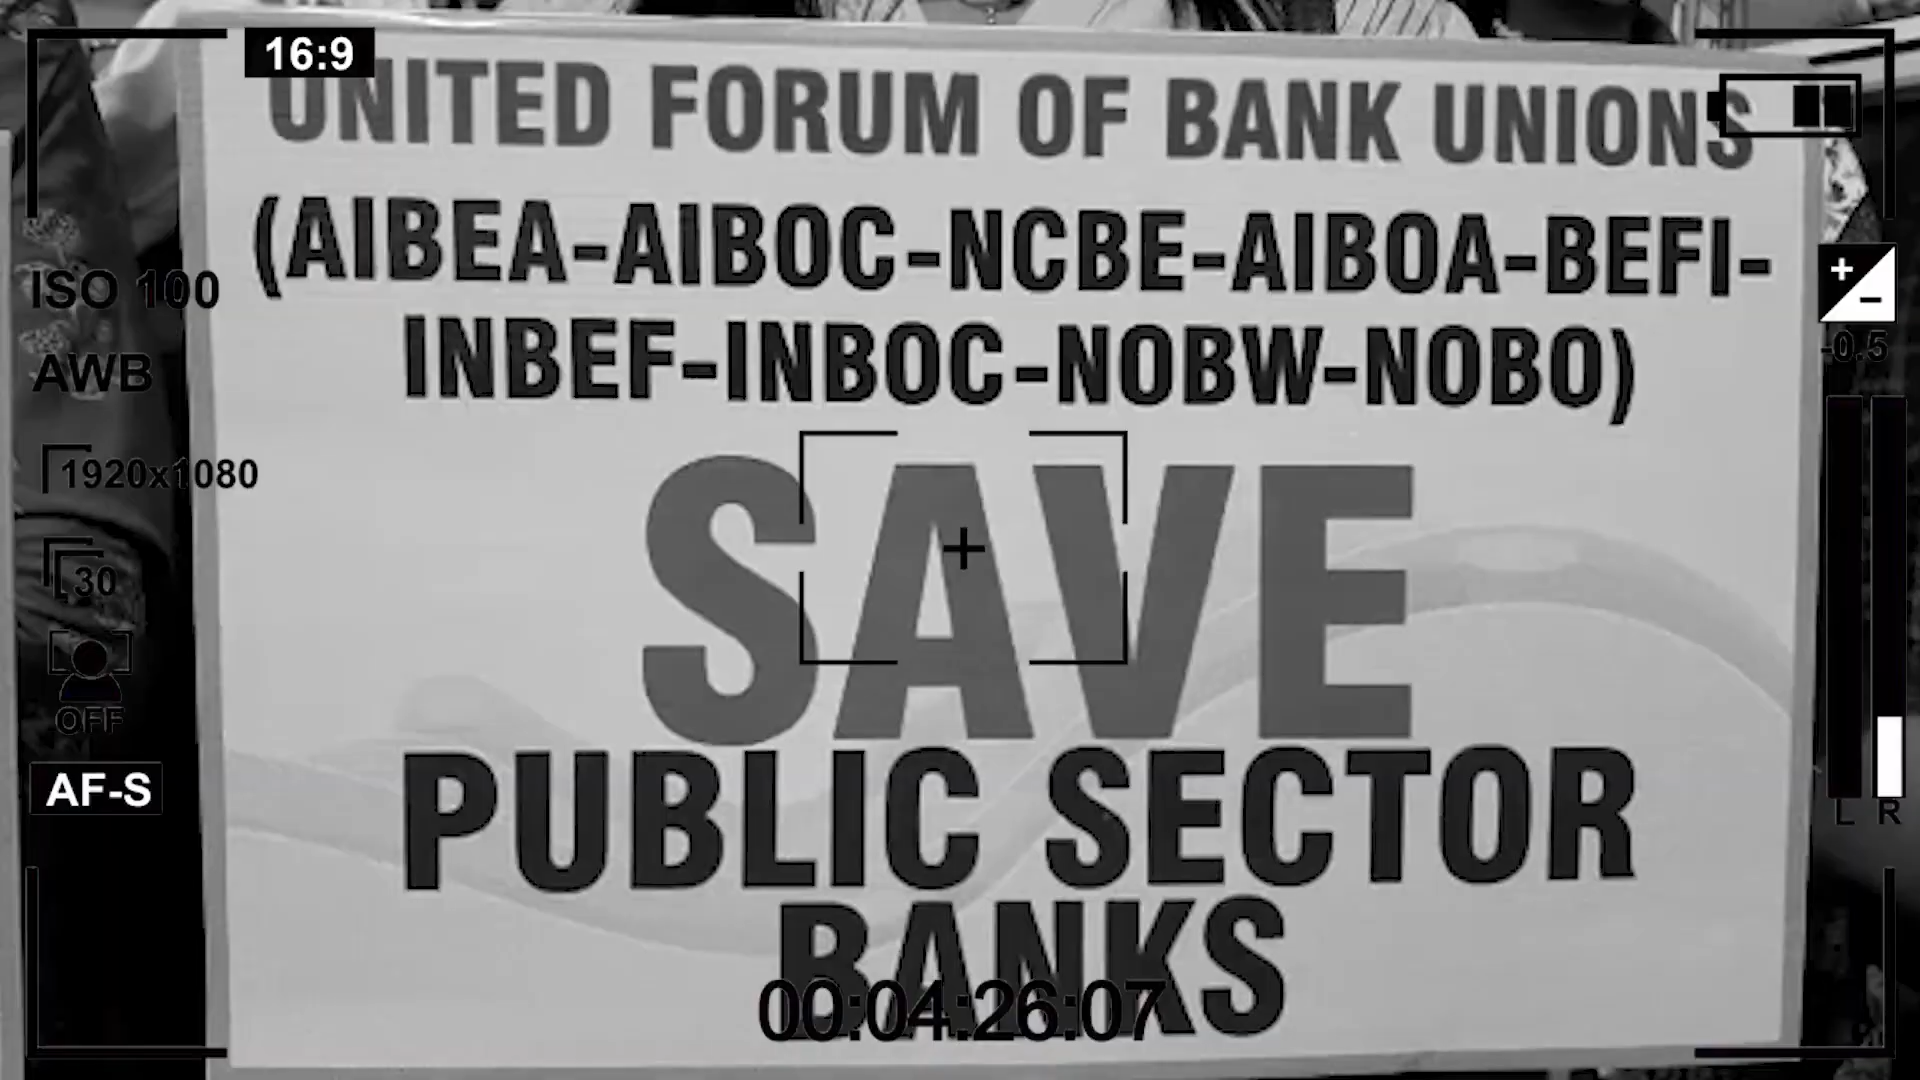 16:9
UNITED FORUM OF BANK UNIONS
(AIBEA-AIBOC-NCBE-AIBOA-BEFI-
INBEF-INBOC-NOBW-NOBO)
ISO 100
AWB
1920x1080
30
OFF
AF-S
-0.5
L R
SAVE
PUBLIC SECTOR
BANKS
00:04:26:07